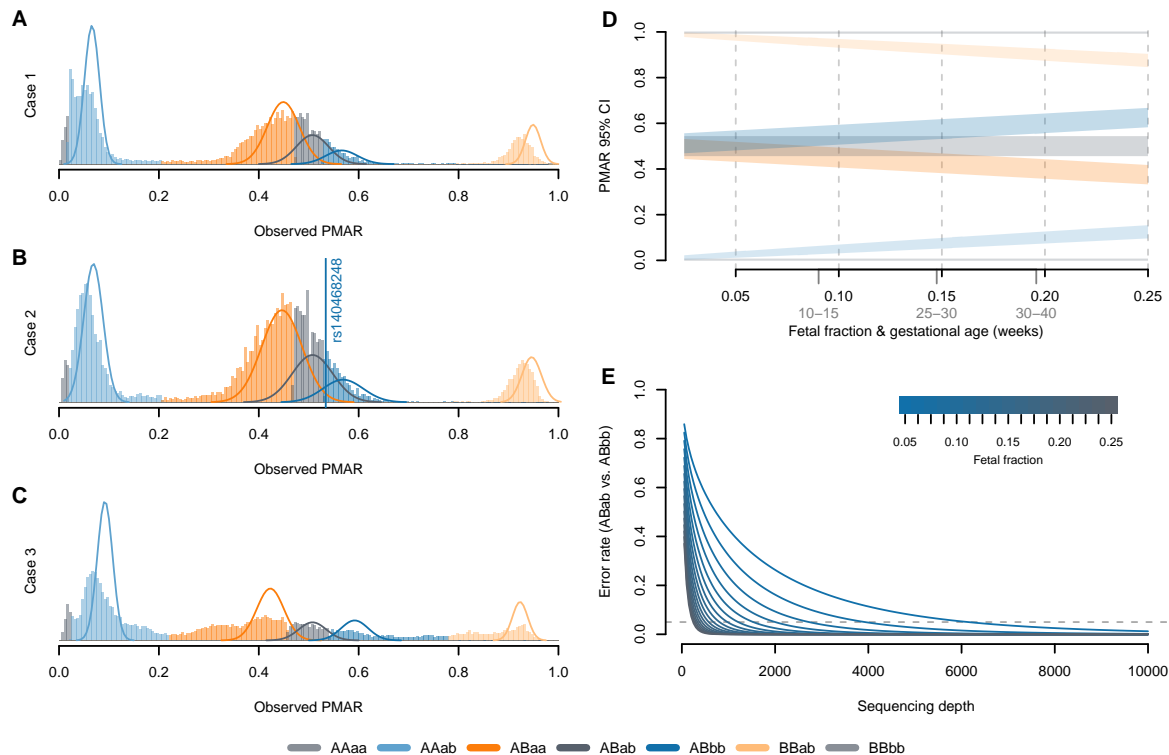 A
Case 1
0.0 0.2 0.4 0.6 0.8 1.0
Observed PMAR
B
Case 2
rs140468248
0.0 0.2 0.4 0.6 0.8 1.0
Observed PMAR
C
Case 3
0.0 0.2 0.4 0.6 0.8 1.0
Observed PMAR
D
PMAR 95% CI
1.0
0.8
0.6
0.4
0.2
0.0
0.05 0.10 0.15 0.20 0.25
10–15 25–30 30–40
Fetal fraction & gestational age (weeks)
E
Error rate (ABab vs. ABbb)
1.0
0.8
0.6
0.4
0.2
0.0
0.05 0.10 0.15 0.20 0.25
Fetal fraction
0 2000 4000 6000 8000 10000
Sequencing depth
AAaa AAab ABaa ABab ABbb BBab BBbb